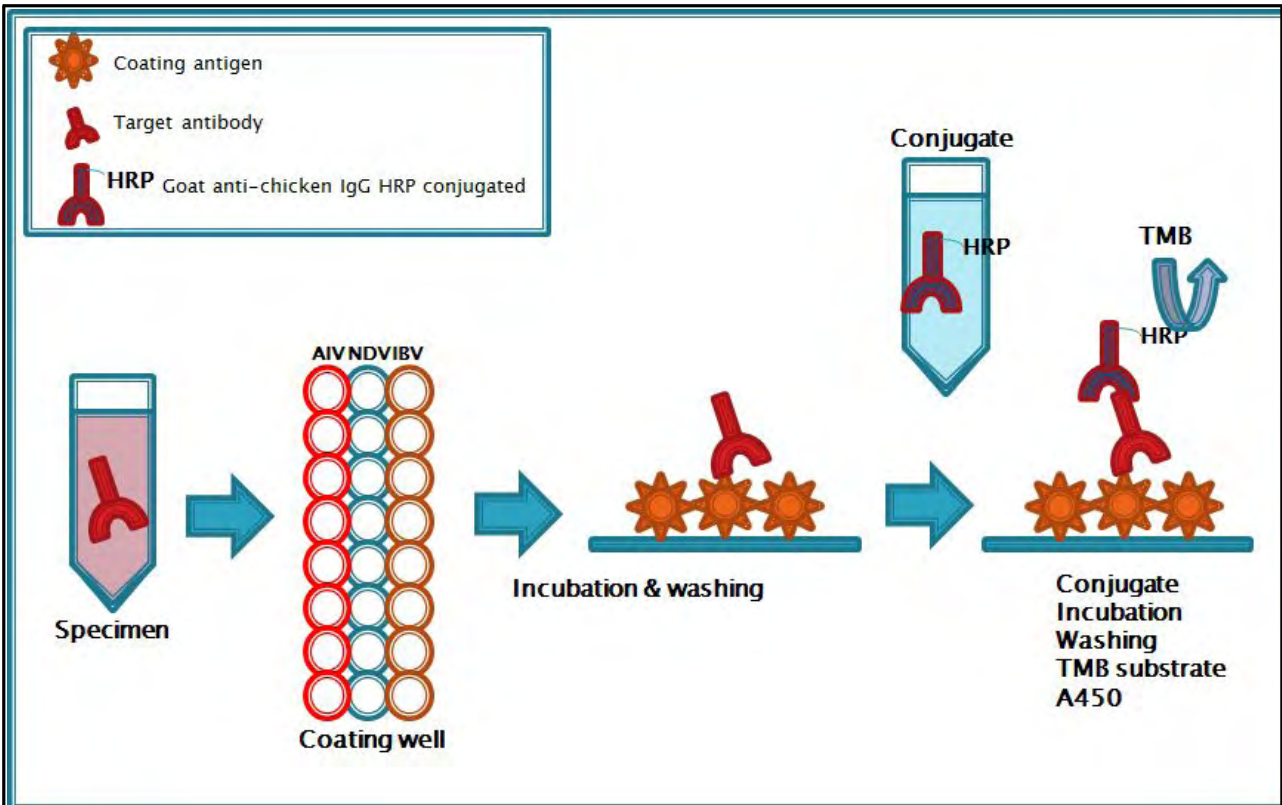 Coating antigen
Target antibody
HRP Goat anti-chicken IgG HRP conjugated
Conjugate
HRP
TMB
HRP
AIV NDV IBV
Specimen
Coating well
Incubation & washing
Conjugate
Incubation
Washing
TMB substrate
A450